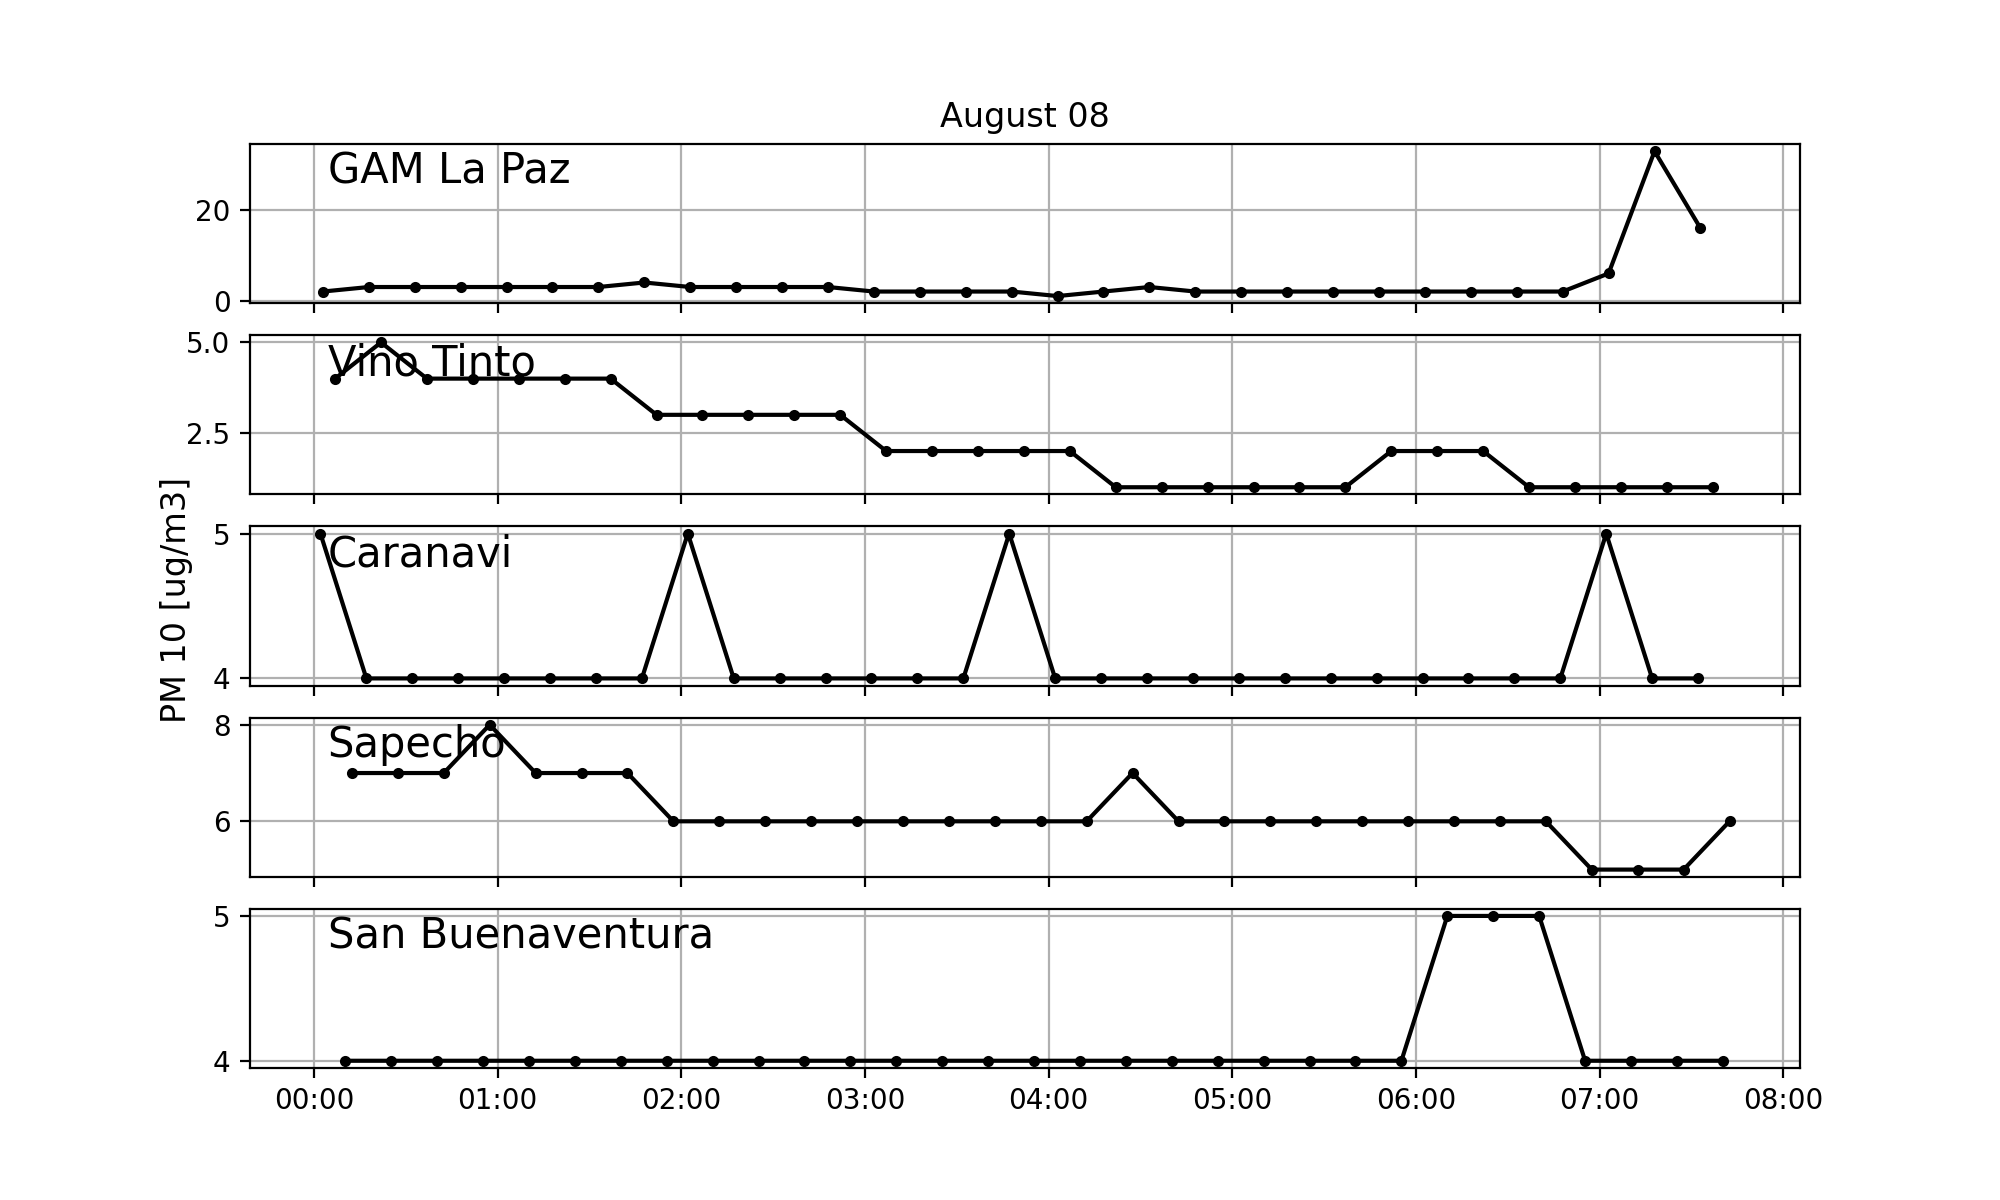 August 08
GAM La Paz
20
0
5.0
Vino Tinto
2.5
PM 10 [ug/m3]
5
Caranavi
4
8
Sapecho
6
5
San Buenaventura
4
00:00 01:00 02:00 03:00 04:00 05:00 06:00 07:00 08:00